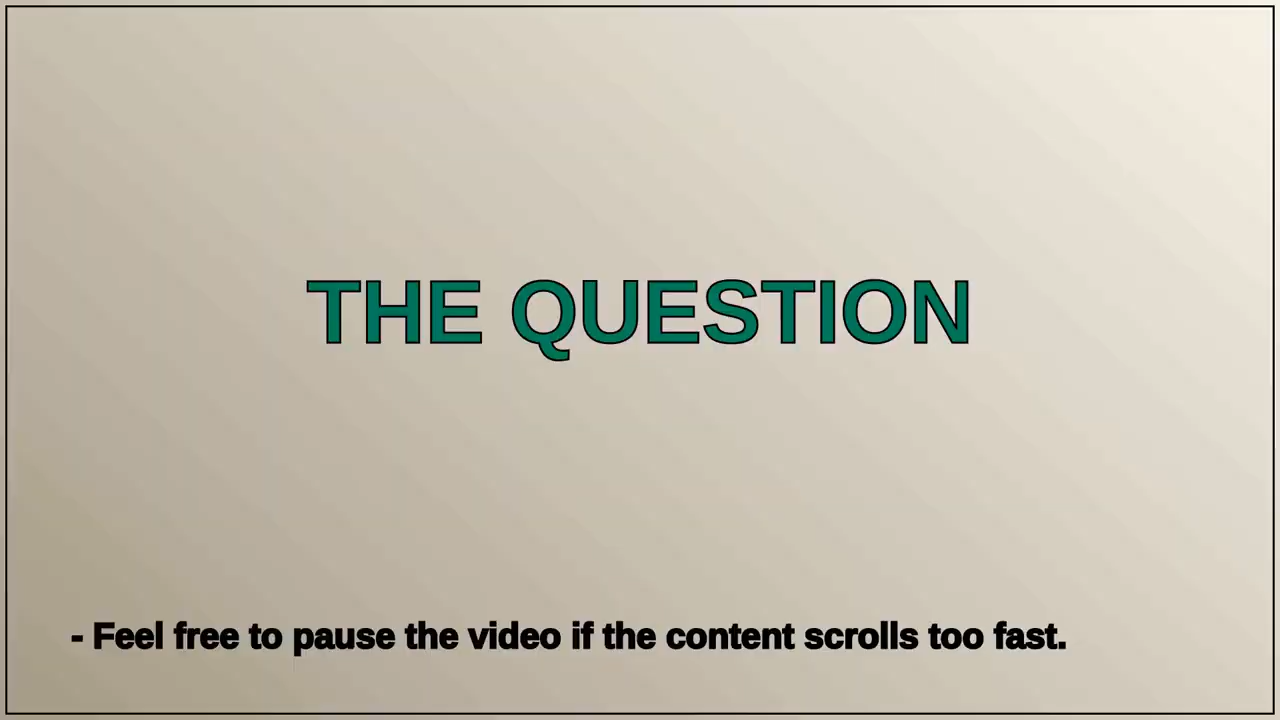 THE QUESTION
- Feel free to pause the video if the content scrolls too fast.